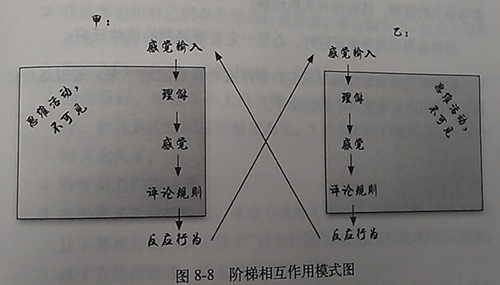 甲：
感觉输入
理解
感觉
评论规则
反应行为
思维活动，
不可见
乙：
感觉输入
理解
感觉
评论规则
反应行为
思维活动，
不可见
图 8-8 阶梯相互作用模式图